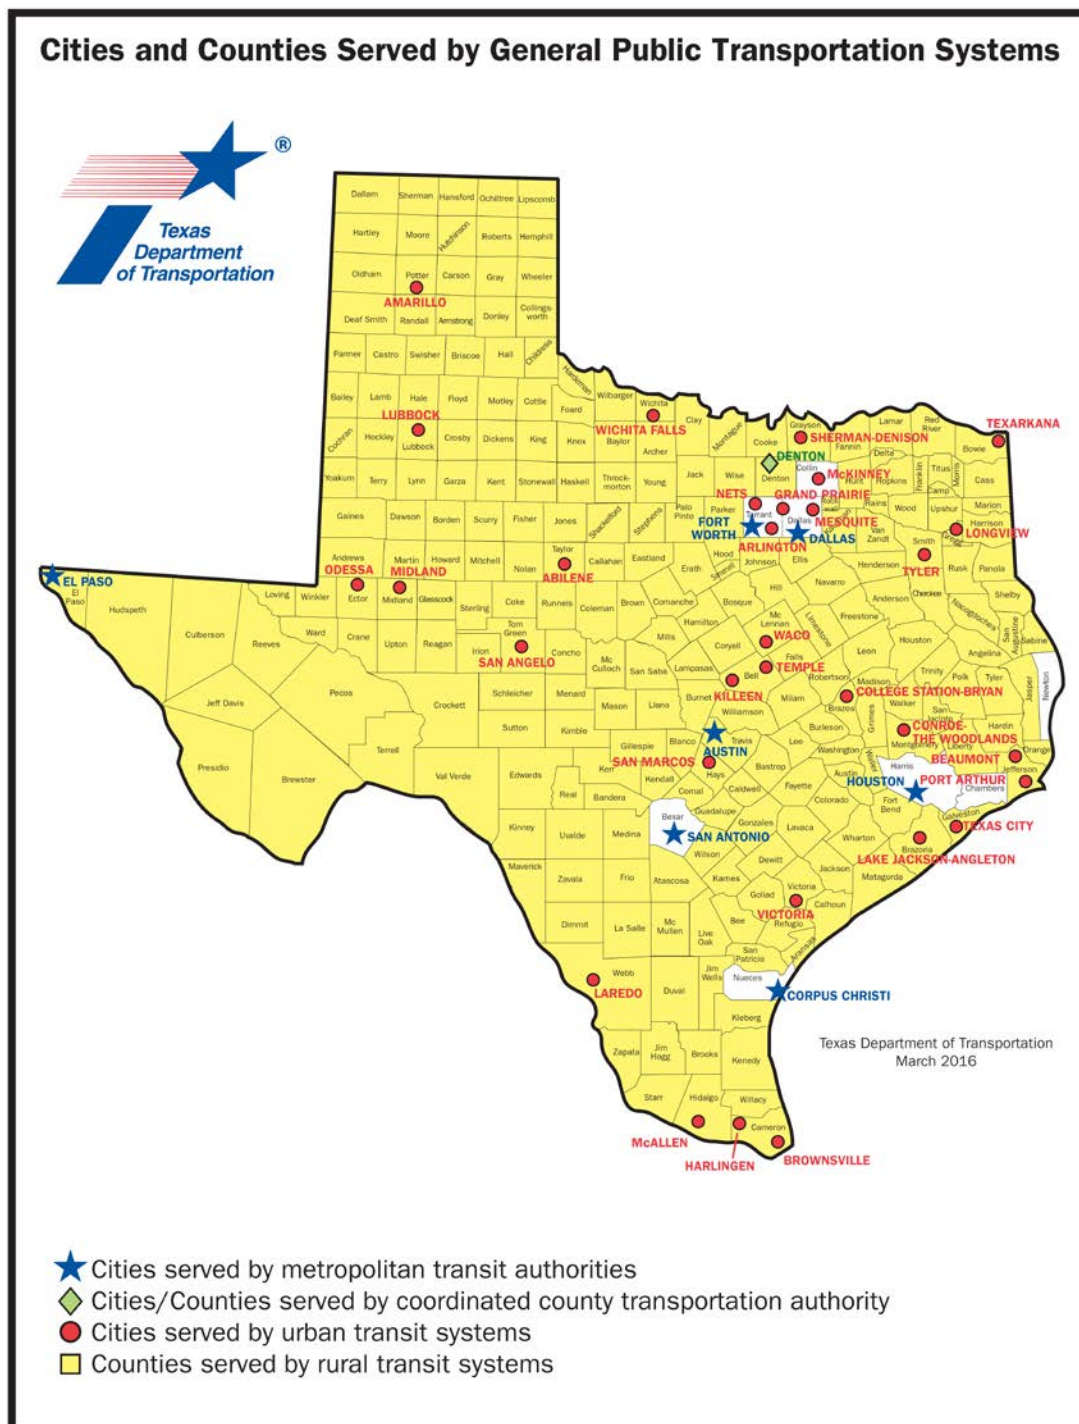 Cities and Counties Served by General Public Transportation Systems
®
Texas
Department
of Transportation
Dallam Sherman Hansford Ochiltree Lipscomb
Hartley Moore Hutchinson Roberts Hemphill
Oldham Potter Carson Gray Wheeler
AMARILLO
Deaf Smith Randall Armstrong Donley Collings-
worth
Parmer Castro Swisher Briscoe Hall Childress
Hardeman
Bailey Lamb Hale Floyd Motley Cottle Foard Wilbarger Wichita Clay Montague Cooke Grayson Fannin Lamar Red
River Bowie
LUBBOCK
WICHITA FALLS
SHERMAN-DENISON
TEXARKANA
Cochran Hockley Lubbock Crosby Dickens King Knox Baylor Archer
DENTON
Jack Wise Denton Collin Hunt Delta Hopkins Franklin Titus Morris Camp Cass
McKINNEY
Yoakum Terry Lynn Garza Kent Stonewall Haskell Throck-
morton Young
NETS
GRAND PRAIRIE
Gaines Dawson Borden Scurry Fisher Jones Shackelford Stephens Palo
Pinto Parker Tarrant Dallas Rock
wall Kaufman Rains Wood Upshur Marion Harrison
FORT
WORTH
MESQUITE
DALLAS
ARLINGTON
LONGVIEW
Gregg
Van
Zandt Smith
Hood Somervell Johnson Ellis Henderson Rusk Panola
TYLER
Andrews Martin Howard Mitchell Nolan Taylor Callahan Eastland Erath
ODESSA
MIDLAND
ABILENE
EL PASO
El
Paso Hudspeth Culberson Reeves Loving Winkler Ector Midland Glasscock Sterling Coke Runnels Coleman Brown Comanche Bosque Hill Navarro Anderson Cherokee Nacogdoches Shelby
Hamilton Mc
Lennan Limestone Freestone San
Augustine Sabine
Ward Crane Upton Reagan Irion Tom
Green Concho Mc
Culloch San Saba Mills Lampasas Coryell Falls Leon Houston Angelina
WACO
SAN ANGELO
TEMPLE
KILLEEN
Bell Robertson Madison Trinity Polk Tyler Jasper Newton
Jeff Davis Pecos Crockett Schleicher Menard Mason Llano Burnet Williamson Milam Brazos Grimes Walker San
Jacinto Hardin
COLLEGE STATION-BRYAN
Presidio Brewster Terrell Val Verde Sutton Kimble Gillespie Blanco Travis Lee Burleson Washington Waller Montgomery Liberty Orange Jefferson
AUSTIN
CONROE-
THE WOODLANDS
BEAUMONT
SAN MARCOS
Edwards Kerr Kendall Hays Bastrop Fayette Austin Harris Chambers
HOUSTON
PORT ARTHUR
Real Bandera Comal Caldwell Colorado Fort
Bend Galveston
Kinney Uvalde Medina Bexar Guadalupe Gonzales Lavaca Wharton Brazoria
SAN ANTONIO
TEXAS CITY
LAKE JACKSON-ANGLETON
Maverick Zavala Frio Atascosa Wilson Karnes Dewitt Jackson Matagorda
Goliad Victoria Calhoun
VICTORIA
Dimmit La Salle Mc
Mullen Live
Oak Bee Refugio Aransas
San
Patricio
Webb Duval Jim
Wells Nueces
LAREDO
CORPUS CHRISTI
Kleberg
Zapata Jim
Hogg Brooks Kenedy
Starr Hidalgo Willacy
Cameron
McALLEN
HARLINGEN
BROWNSVILLE
Texas Department of Transportation
March 2016
Cities served by metropolitan transit authorities
Cities/Counties served by coordinated county transportation authority
Cities served by urban transit systems
Counties served by rural transit systems